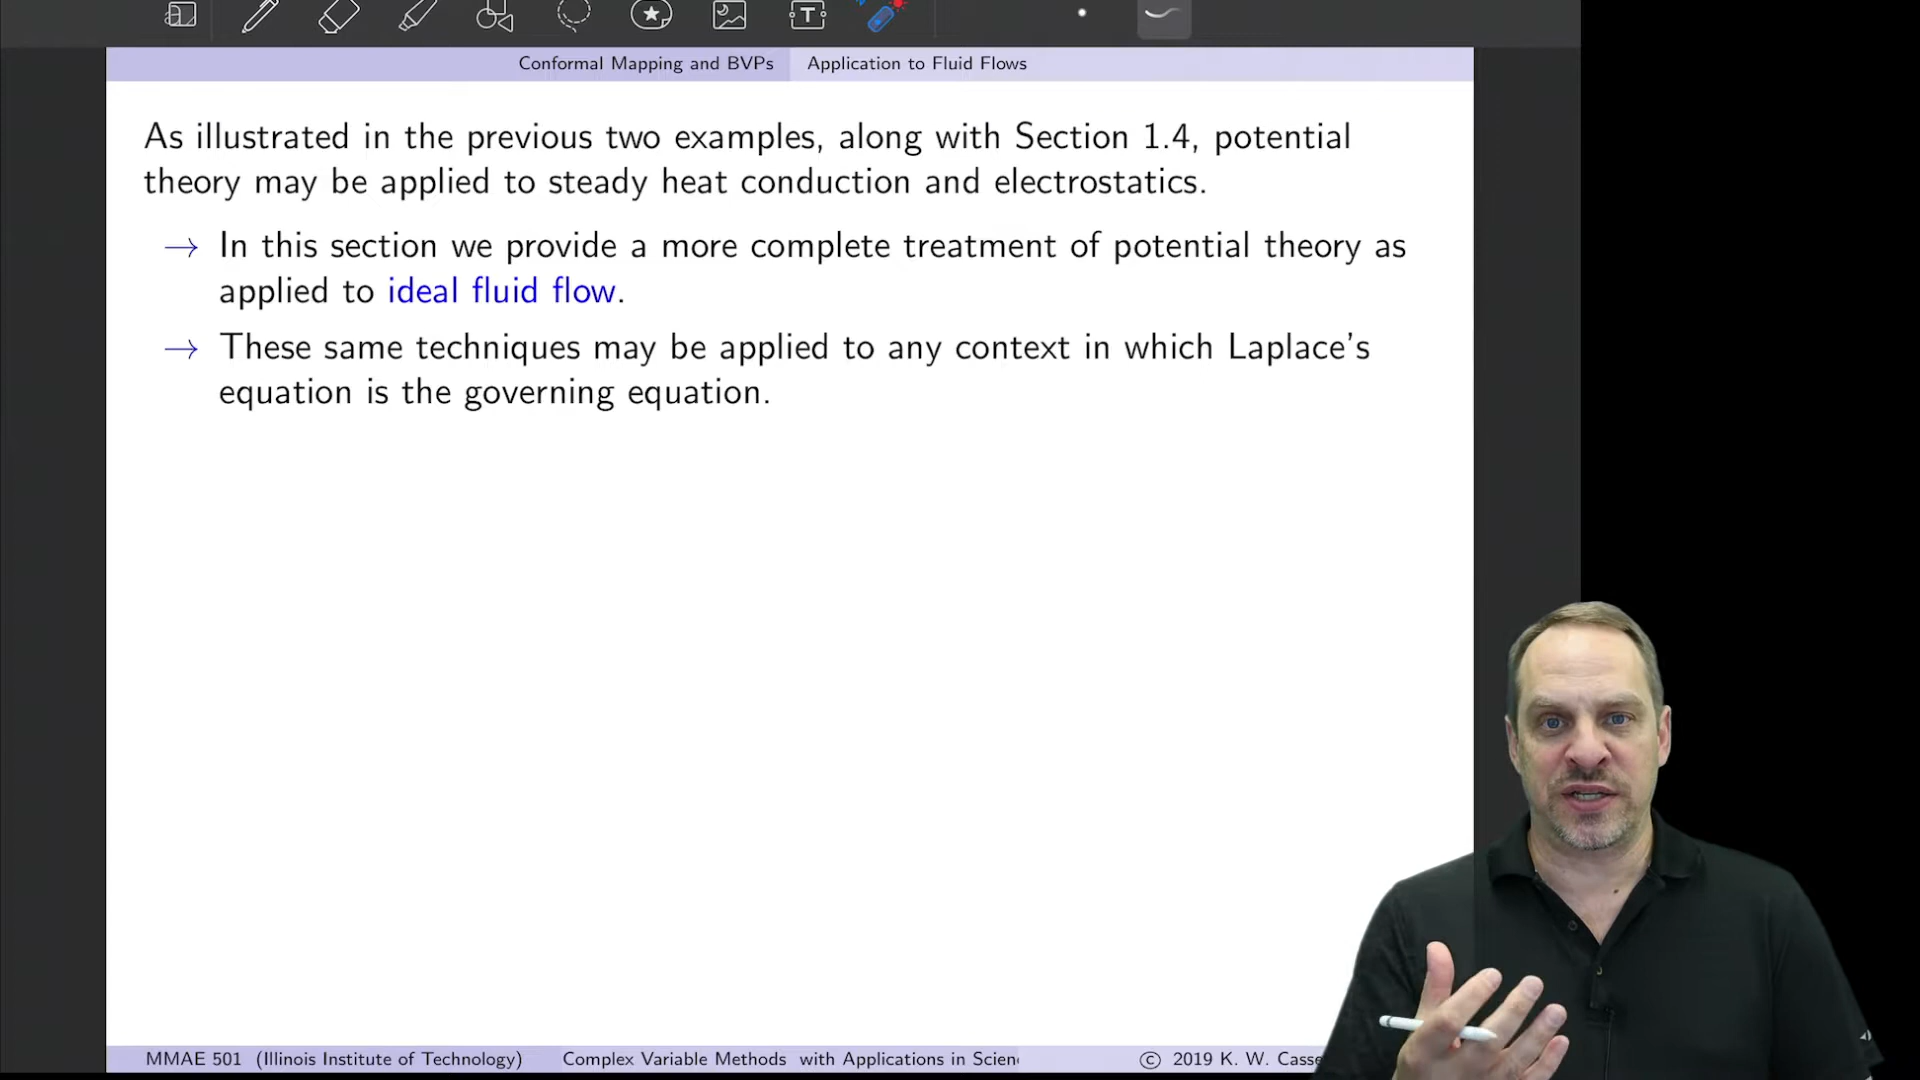 Conformal Mapping and BVPs Application to Fluid Flows
As illustrated in the previous two examples, along with Section 1.4, potential
theory may be applied to steady heat conduction and electrostatics.
→ In this section we provide a more complete treatment of potential theory as
applied to ideal fluid flow.
→ These same techniques may be applied to any context in which Laplace's
equation is the governing equation.
MMAE 501 (Illinois Institute of Technology) Complex Variable Methods with Applications in © 2019 K. W.